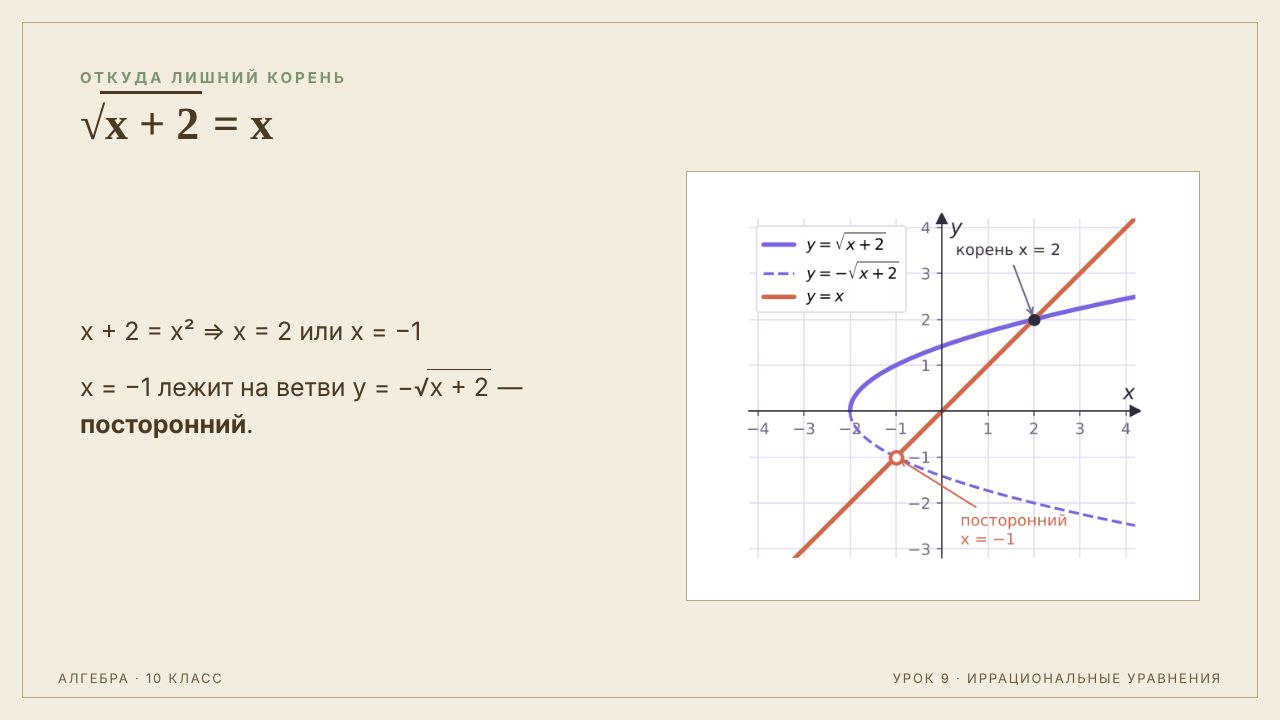 ОТКУДА ЛИШНИЙ КОРЕНЬ
√x + 2 = x
x + 2 = x² ⇒ x = 2 или x = −1
x = −1 лежит на ветви y = −√x + 2 —
посторонний.
y = √x + 2
y = −√x + 2
y = x
y
корень x = 2
x
4
3
2
1
−4 −3 −2 −1 1 2 3 4
−1
−2
−3
посторонний
x = −1
АЛГЕБРА · 10 КЛАСС
УРОК 9 · ИРРАЦИОНАЛЬНЫЕ УРАВНЕНИЯ